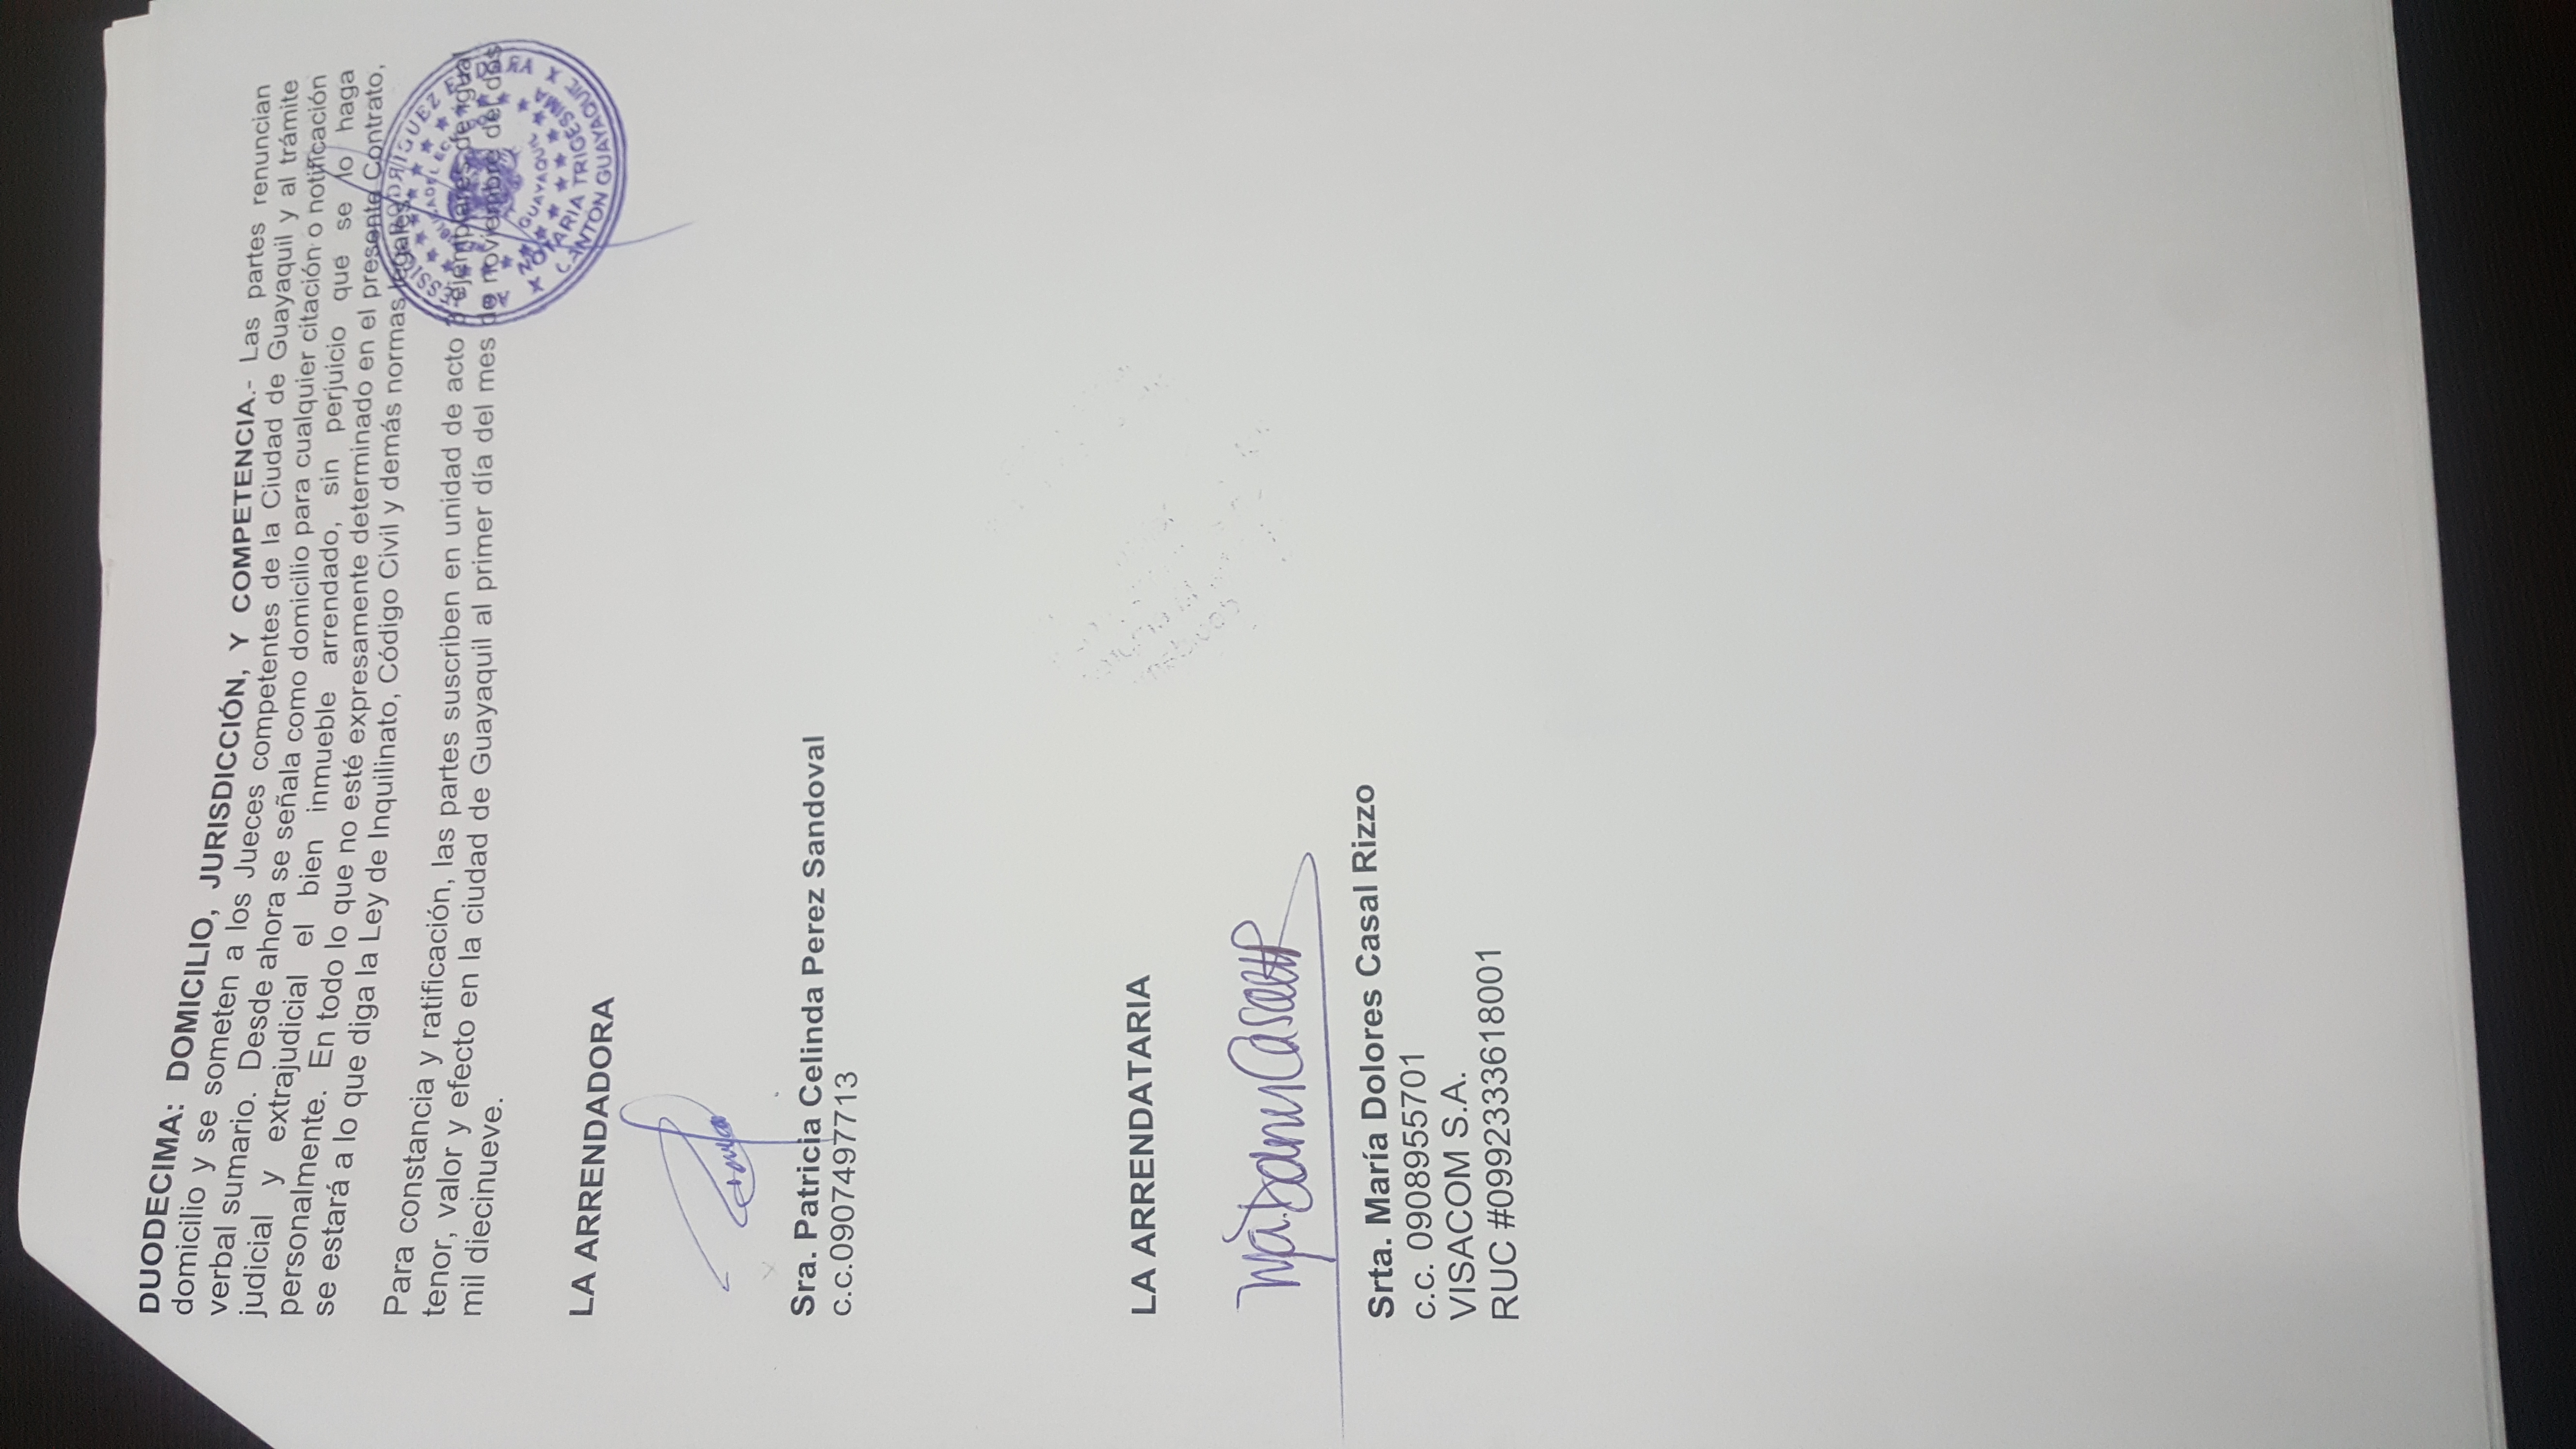 DUODECIMA: DOMICILIO, JURISDICCIÓN, Y COMPETENCIA.- Las partes renuncian
domicilio y se someten a los Jueces competentes de la Ciudad de Guayaquil y al trámite
verbal sumario. Desde ahora se señala como domicilio para cualquier citación o notificación
judicial y extrajudicial el bien inmueble arrendado, sin perjuicio que se lo haga
personalmente. En todo lo que no esté expresamente determinado en el presente Contrato,
se estará a lo que diga la Ley de Inquilinato, Código Civil y demás normas legales.
Para constancia y ratificación, las partes suscriben en unidad de acto ejemplares de igual
tenor, valor y efecto en la ciudad de Guayaquil al primer día del mes de noviembre del dos
mil diecinueve.
RODRIGUEZ ENDARA
GUAYAQUIL
NOTARIA TRIGESIMA
CANTON GUAYAQUIL
LA ARRENDADORA
Sra. Patricia Celinda Perez Sandoval
c.c.0907497713
LA ARRENDATARIA
Ma. Dolores Casal R
Srta. María Dolores Casal Rizzo
c.c. 0908955701
VISACOM S.A.
RUC #0992333618001